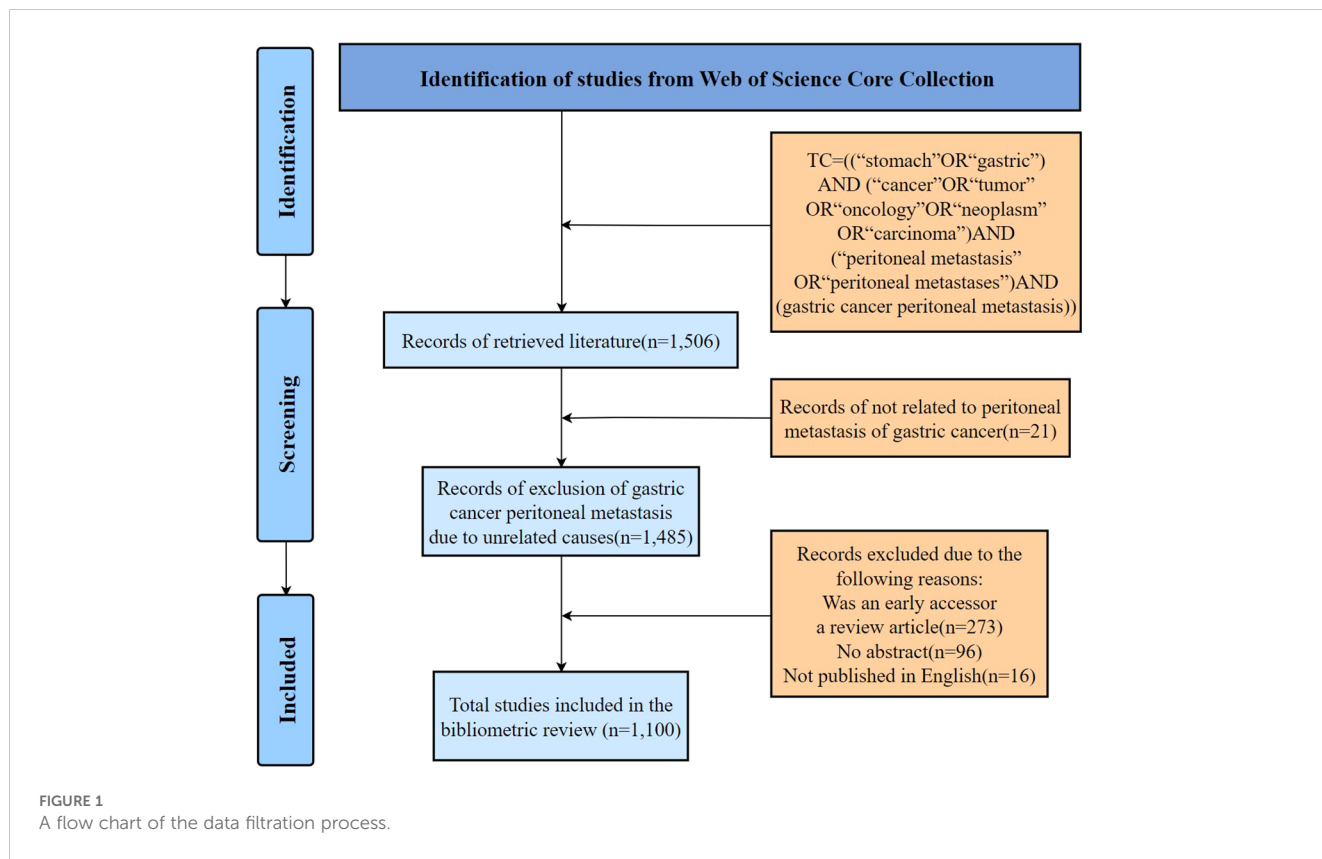 Identification of studies from Web of Science Core Collection
Identification
TC=((“stomach”OR“gastric”)
AND (“cancer”OR“tumor”
OR“oncology”OR“neoplasm”
OR“carcinoma”)AND
(“peritoneal metastasis”
OR“peritoneal metastases”)AND
(gastric cancer peritoneal metastasis))
Screening
Records of retrieved literature(n=1,506)
Records of not related to peritoneal
metastasis of gastric cancer(n=21)
Records of exclusion of gastric
cancer peritoneal metastasis
due to unrelated causes(n=1,485)
Records excluded due to the
following reasons:
Was an early accessor
a review article(n=273)
No abstract(n=96)
Not published in English(n=16)
Included
Total studies included in the
bibliometric review (n=1,100)
FIGURE 1
A flow chart of the data filtration process.